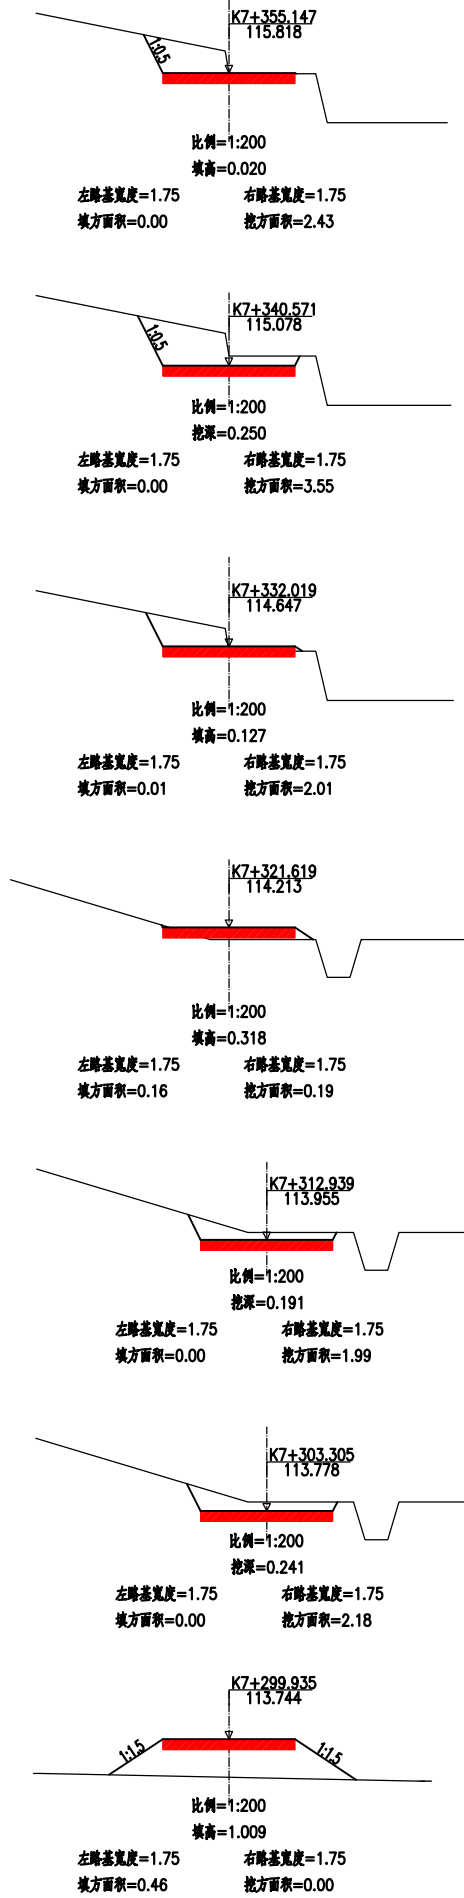 K7+355.147
115.818
1:0.5
比例=1:200
填高=0.020
左路基宽度=1.75 右路基宽度=1.75
填方面积=0.00 挖方面积=2.43
K7+340.571
115.078
1:0.5
比例=1:200
挖深=0.250
左路基宽度=1.75 右路基宽度=1.75
填方面积=0.00 挖方面积=3.55
K7+332.019
114.647
比例=1:200
填高=0.127
左路基宽度=1.75 右路基宽度=1.75
填方面积=0.01 挖方面积=2.01
K7+321.619
114.213
比例=1:200
填高=0.318
左路基宽度=1.75 右路基宽度=1.75
填方面积=0.16 挖方面积=0.19
K7+312.939
113.955
比例=1:200
挖深=0.191
左路基宽度=1.75 右路基宽度=1.75
填方面积=0.00 挖方面积=1.99
K7+303.305
113.778
比例=1:200
挖深=0.241
左路基宽度=1.75 右路基宽度=1.75
填方面积=0.00 挖方面积=2.18
K7+299.935
113.744
1:1.5 1:1.5
比例=1:200
填高=1.009
左路基宽度=1.75 右路基宽度=1.75
填方面积=0.46 挖方面积=0.00